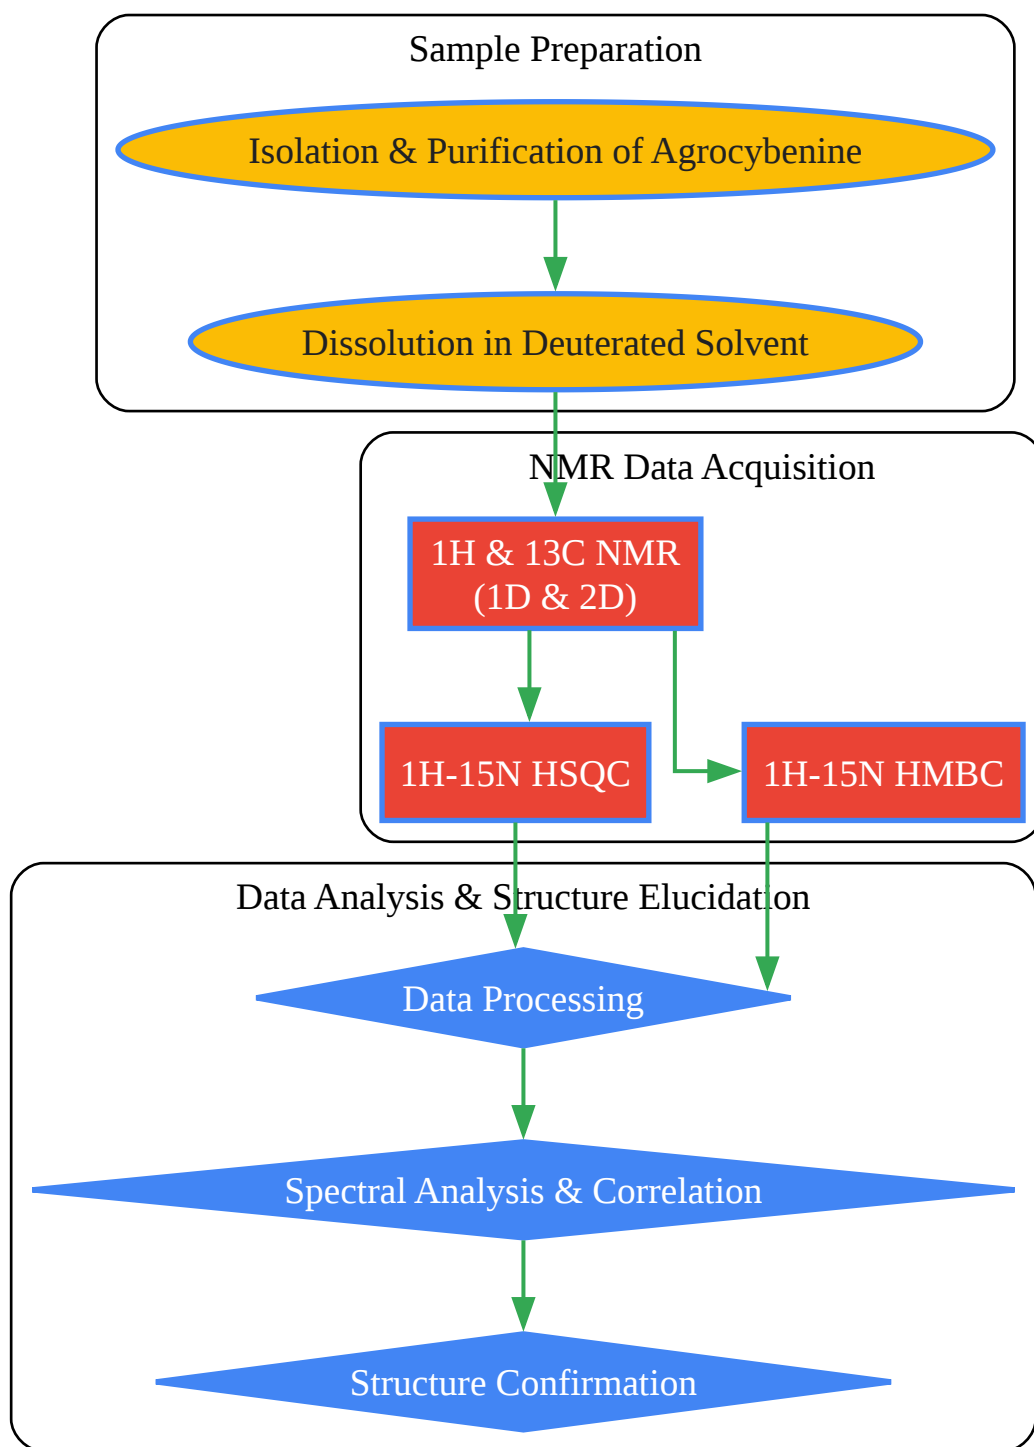 Sample Preparation
Isolation & Purification of Agrocybenine
Dissolution in Deuterated Solvent
NMR Data Acquisition
1H & 13C NMR
(1D & 2D)
1H-15N HSQC
1H-15N HMBC
Data Analysis & Structure Elucidation
Data Processing
Spectral Analysis & Correlation
Structure Confirmation